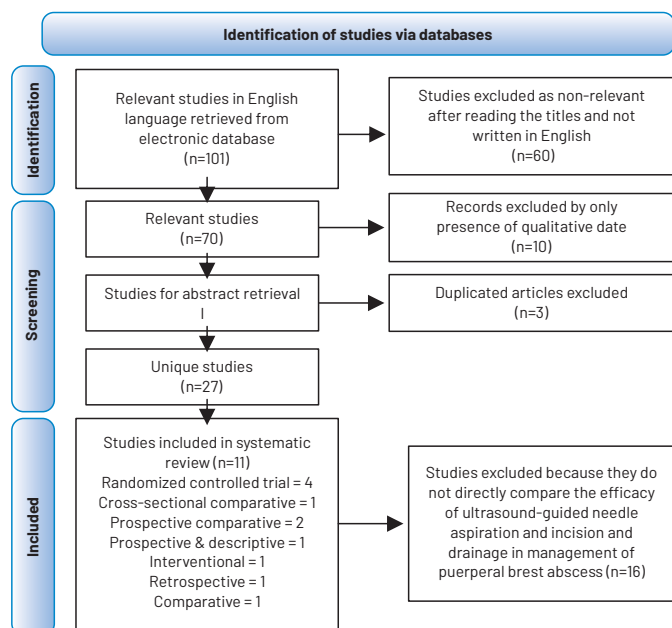 Identification of studies via databases
Identification
Relevant studies in English
language retrieved from
electronic database
(n=101)
Studies excluded as non-relevant
after reading the titles and not
written in English
(n=60)
Screening
Relevant studies
(n=70)
Records excluded by only
presence of qualitative date
(n=10)
Studies for abstract retrieval
I
Duplicated articles excluded
(n=3)
Unique studies
(n=27)
Included
Studies included in systematic
review (n=11)
Randomized controlled trial = 4
Cross-sectional comparative = 1
Prospective comparative = 2
Prospective & descriptive = 1
Interventional = 1
Retrospective = 1
Comparative = 1
Studies excluded because they do
not directly compare the efficacy
of ultrasound-guided needle
aspiration and incision and
drainage in management of
puerperal brest abscess (n=16)